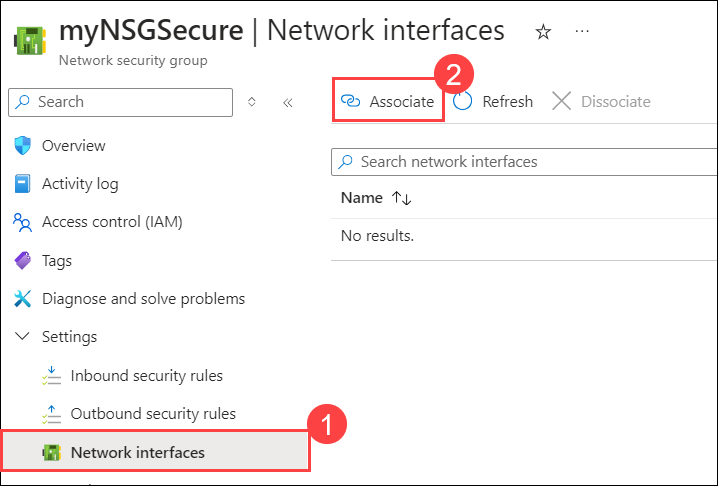 myNSGSecure | Network interfaces
Network security group
Search
Associate
2
Refresh
Dissociate
Overview
Activity log
Access control (IAM)
Tags
Diagnose and solve problems
Settings
Inbound security rules
Outbound security rules
Network interfaces
1
Search network interfaces
Name
No results.